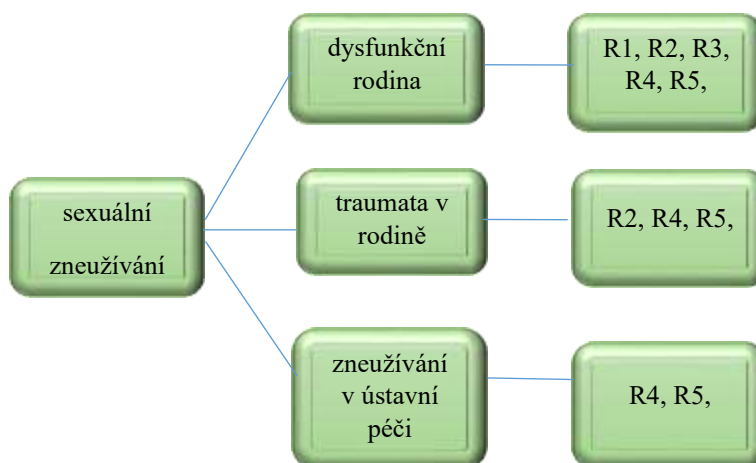 dysfunkční
rodina
R1, R2, R3,
R4, R5,
sexuální
zneužívání
traumata v
rodině
R2, R4, R5,
zneužívání
v ústavní
péči
R4, R5,